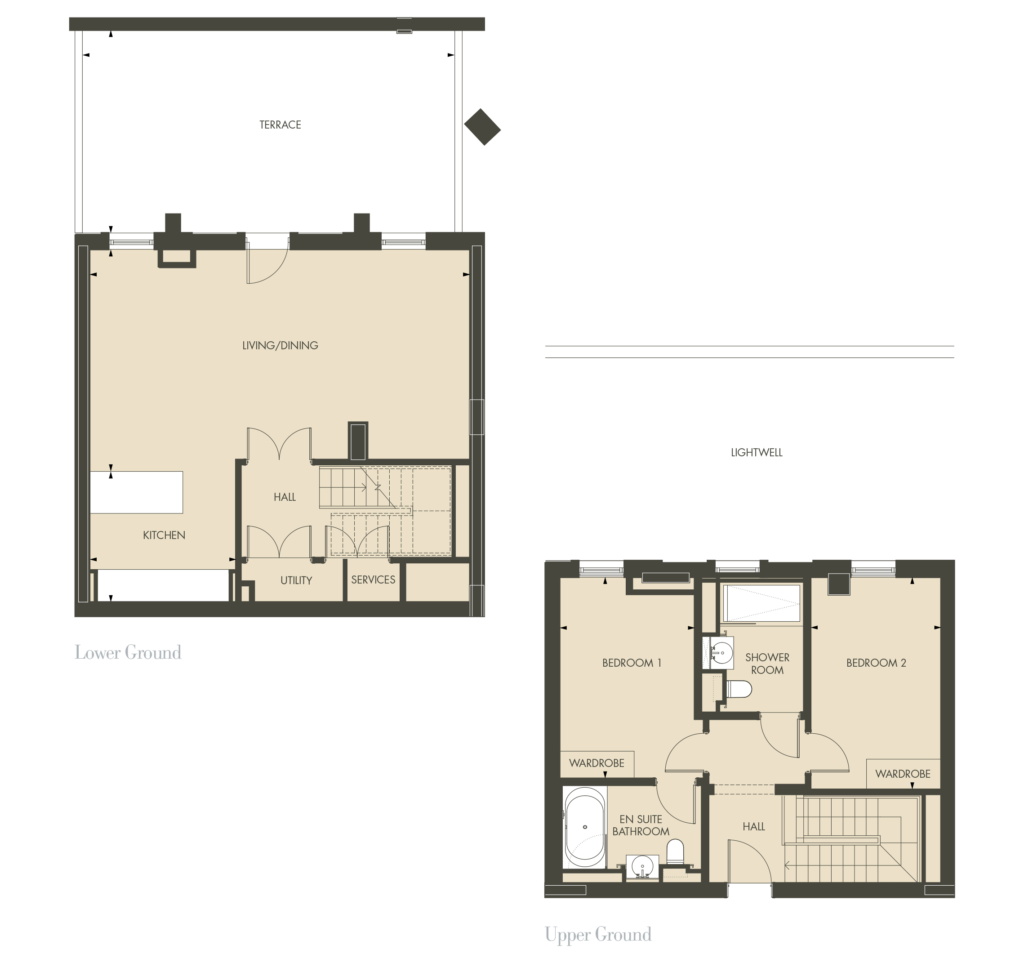 TERRACE
LIVING/DINING
HALL
KITCHEN
UTILITY
SERVICES
Lower Ground
LIGHTWELL
BEDROOM 1
SHOWER
ROOM
BEDROOM 2
WARDROBE
WARDROBE
EN SUITE
BATHROOM
HALL
Upper Ground